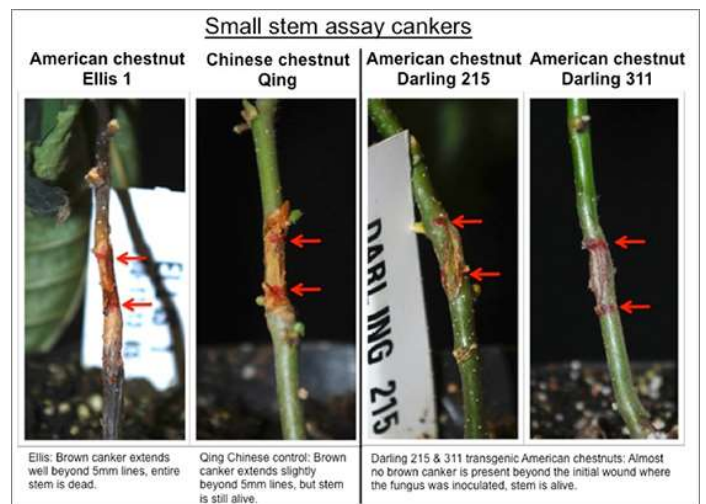 Small stem assay cankers
American chestnut
Ellis 1
Chinese chestnut
Qing
American chestnut
Darling 215
American chestnut
Darling 311
DARLING 215
Ellis: Brown canker extends
well beyond 5mm lines, entire
stem is dead.
Qing Chinese control: Brown
canker extends slightly
beyond 5mm lines, but stem
is still alive.
Darling 215 & 311 transgenic American chestnuts: Almost
no brown canker is present beyond the initial wound where
the fungus was inoculated, stem is alive.